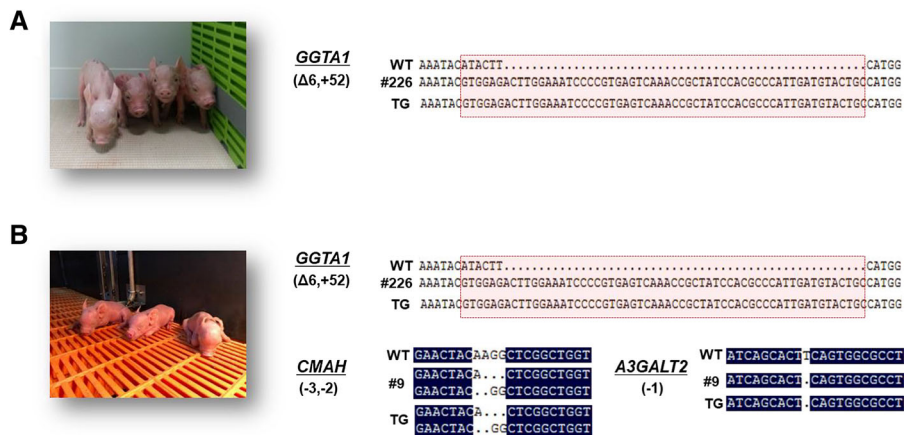 A
GGTA1
(Δ6,+52)
WT AAATACATACTT............................................................CATGG
#226 AAATACGTGGAGACTTGGAAATCCCCGTGAGTCAAACCGCTATCCACGCCCATTGATGTACTGCCATGG
TG AAATACGTGGAGACTTGGAAATCCCCGTGAGTCAAACCGCTATCCACGCCCATTGATGTACTGCCATGG
B
GGTA1
(Δ6,+52)
WT AAATACATACTT............................................................CATGG
#226 AAATACGTGGAGACTTGGAAATCCCCGTGAGTCAAACCGCTATCCACGCCCATTGATGTACTGCCATGG
TG AAATACGTGGAGACTTGGAAATCCCCGTGAGTCAAACCGCTATCCACGCCCATTGATGTACTGCCATGG
CMAH
(-3,-2)
WT GAACTACAAGGCTCGGCTGGT
#9
GAACTACA...CTCGGCTGGT
GAACTAC..GGCTCGGCTGGT
TG
GAACTACA...CTCGGCTGGT
GAACTAC..GGCTCGGCTGGT
A3GALT2
(-1)
WT ATCAGCACTTCAGTGGCGCCT
#9 ATCAGCACT.CAGTGGCGCCT
TG ATCAGCACT.CAGTGGCGCCT